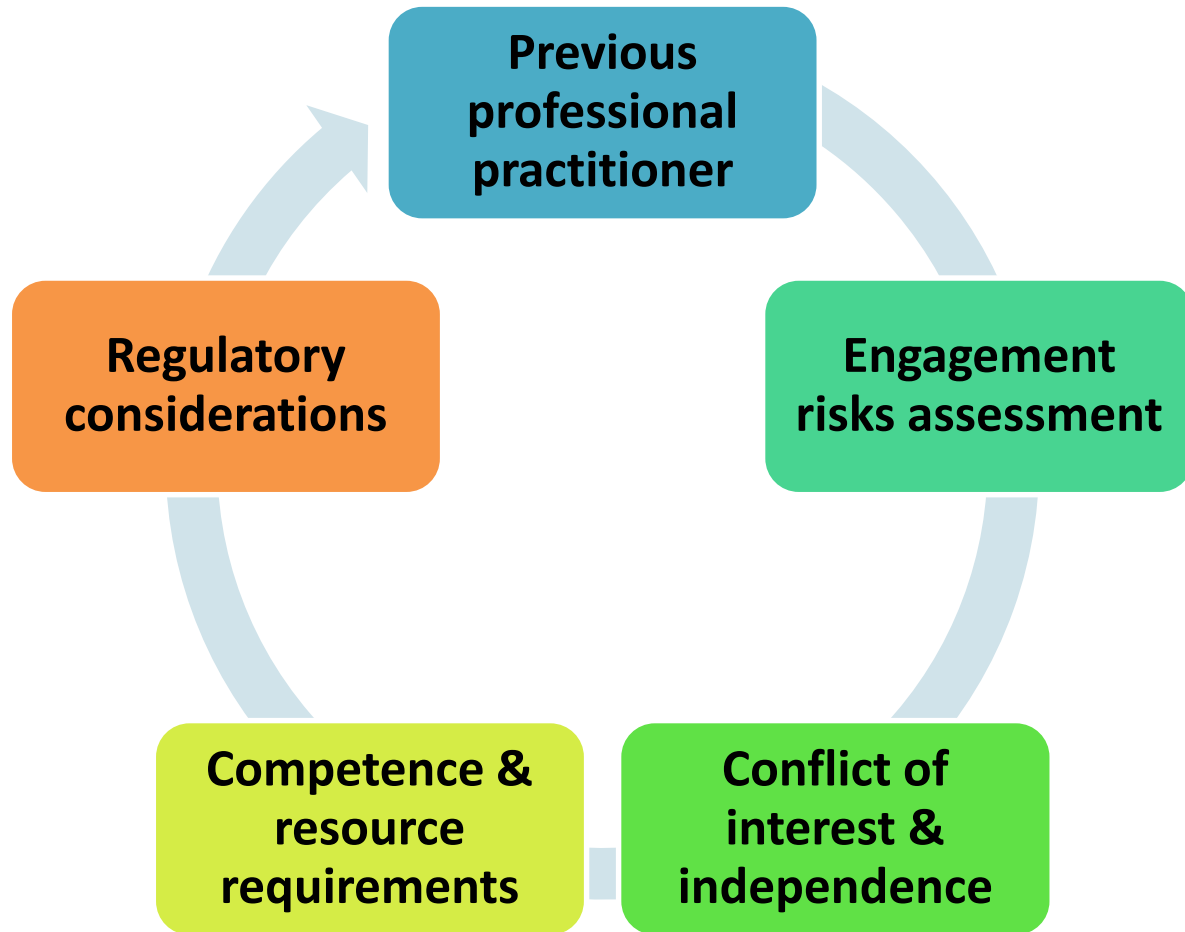 Previous
professional
practitioner
Engagement
risks assessment
Conflict of
interest &
independence
Competence &
resource
requirements
Regulatory
considerations